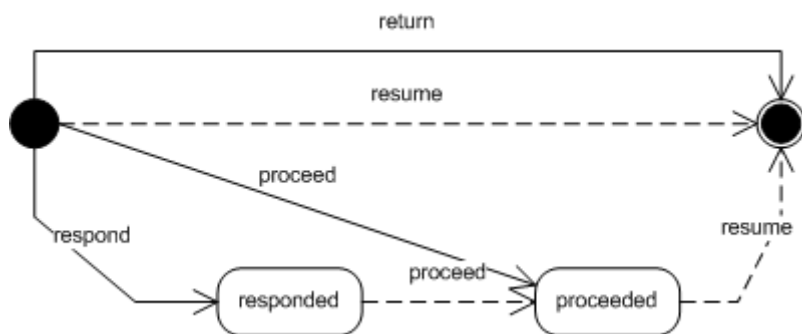 return
resume
proceed
respond
proceed
resume
responded
proceeded